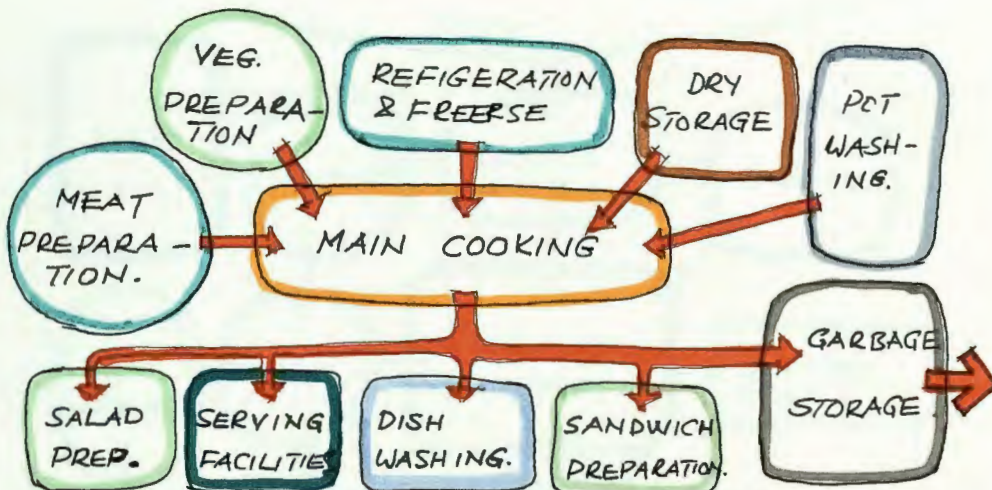 VEG.
PREPARA-
TION
REFIGERATION
& FREERSE
DRY
STORAGE
POT
WASH-
ING.
MEAT
PREPARA-
TION.
MAIN COOKING
GARBAGE
STORAGE.
SALAD
PREP.
SERVING
FACILITIES
DISH
WASHING.
SANDWICH
PREPARATION.